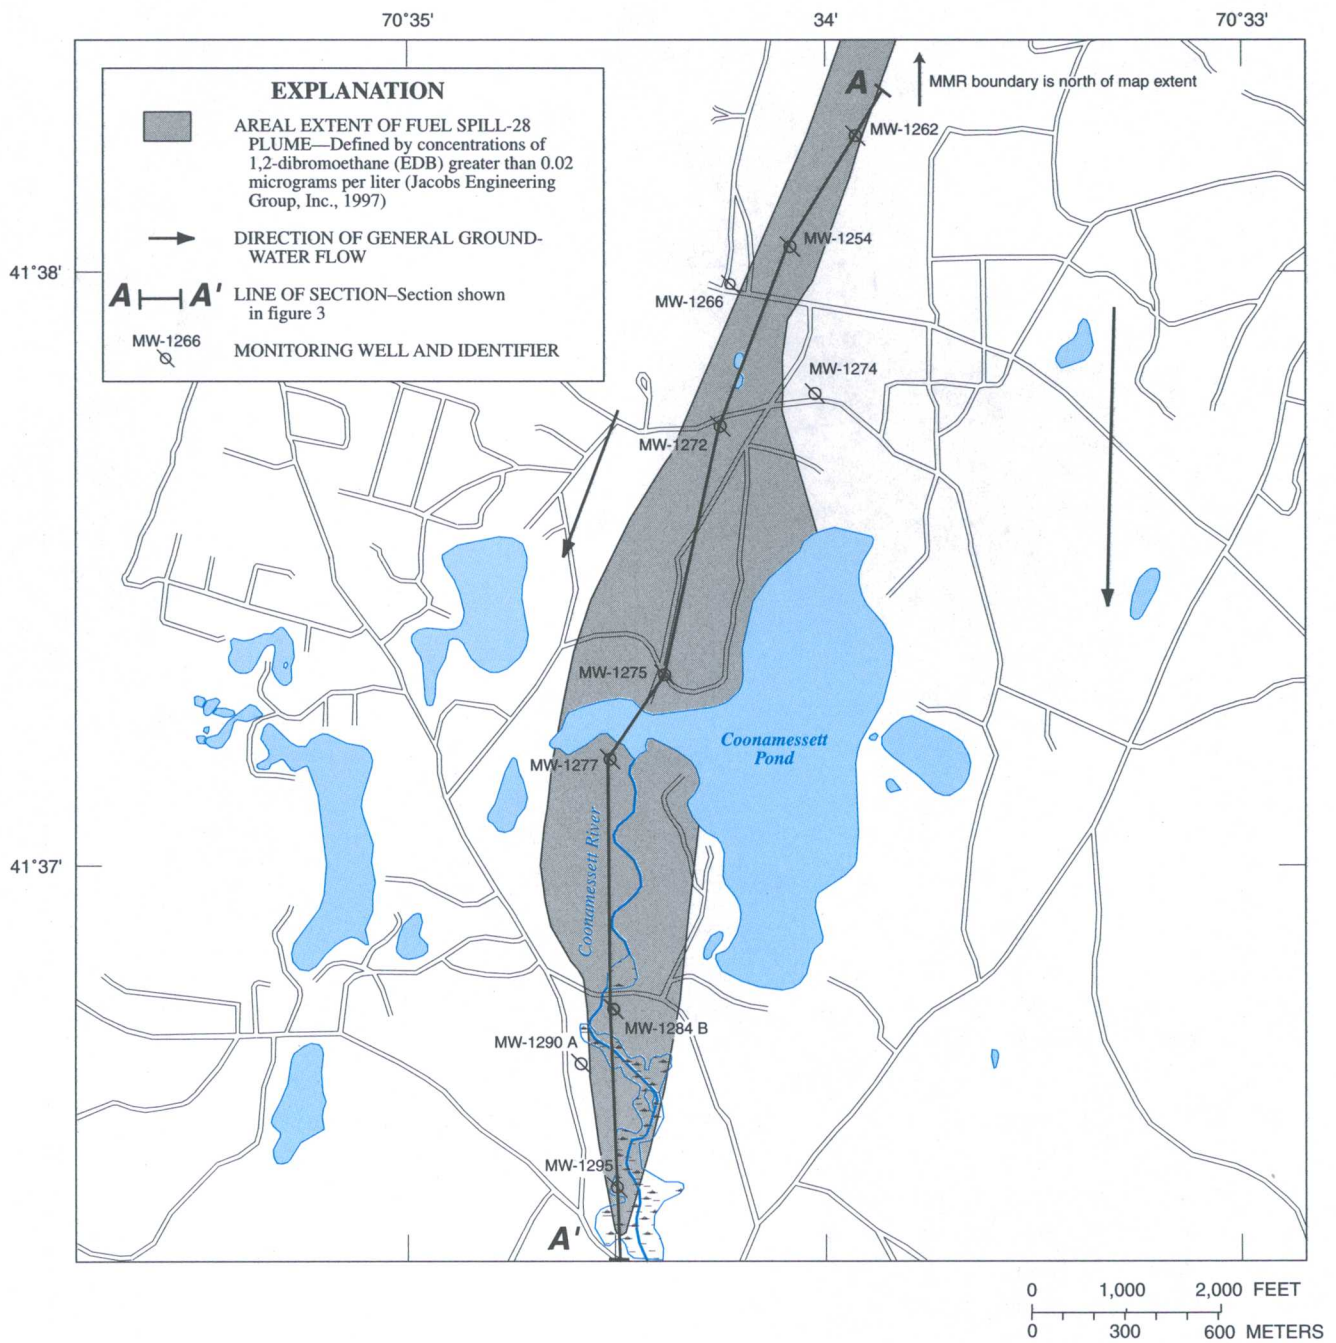 70°35'
34'
70°33'
EXPLANATION
AREAL EXTENT OF FUEL SPILL-28
PLUME—Defined by concentrations of
1,2-dibromoethane (EDB) greater than 0.02
micrograms per liter (Jacobs Engineering
Group, Inc., 1997)
DIRECTION OF GENERAL GROUND-
WATER FLOW
A A' LINE OF SECTION–Section shown
in figure 3
MW-1266
MONITORING WELL AND IDENTIFIER
A
MMR boundary is north of map extent
MW-1262
MW-1254
41°38'
MW-1266
MW-1274
MW-1272
MW-1275
Coonamessett
Pond
MW-1277
Coonamessett River
41°37'
MW-1284 B
MW-1290 A
MW-1295
A'
0 1,000 2,000 FEET
0 300 600 METERS